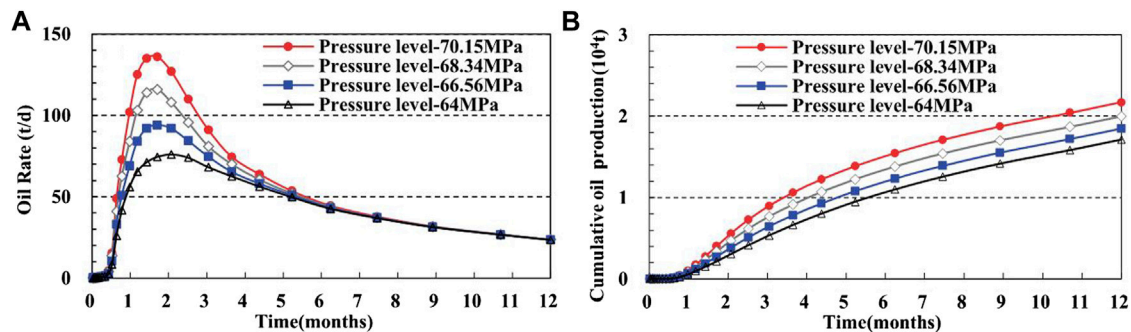 A
Oil Rate (t/d)
150
100
50
0
Pressure level-70.15MPa
Pressure level-68.34MPa
Pressure level-66.56MPa
Pressure level-64MPa
0 1 2 3 4 5 6 7 8 9 10 11 12
Time(months)
B
Cumulative oil production(10⁴t)
3
2
1
0
Pressure level-70.15MPa
Pressure level-68.34MPa
Pressure level-66.56MPa
Pressure level-64MPa
0 1 2 3 4 5 6 7 8 9 10 11 12
Time(months)